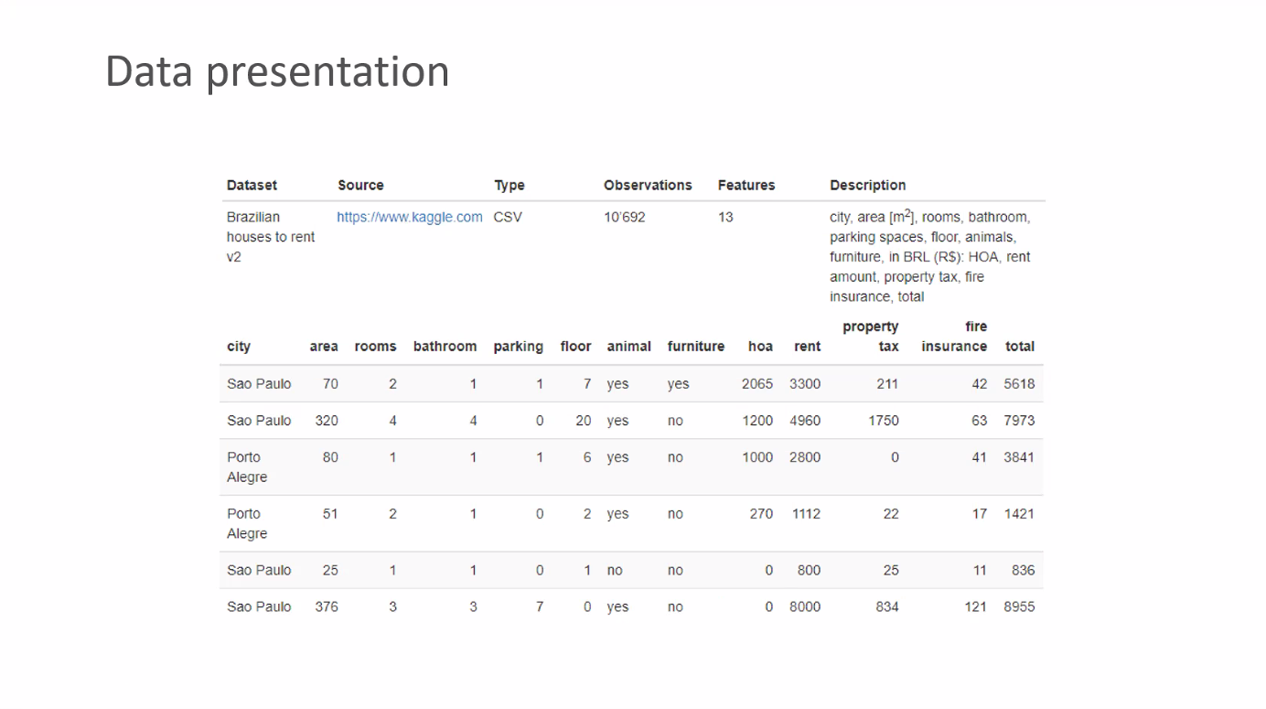 Data presentation
Dataset Source Type Observations Features Description
Brazilian https://www.kaggle.com CSV 10'692 13 city, area [m2], rooms, bathroom,
houses to rent parking spaces, floor, animals,
v2 furniture, in BRL (R$): HOA, rent
amount, property tax, fire
insurance, total
property fire
city area rooms bathroom parking floor animal furniture hoa rent tax insurance total
Sao Paulo 70 2 1 1 7 yes yes 2065 3300 211 42 5618
Sao Paulo 320 4 4 0 20 yes no 1200 4960 1750 63 7973
Porto 80 1 1 1 6 yes no 1000 2800 0 41 3841
Alegre
Porto 51 2 1 0 2 yes no 270 1112 22 17 1421
Alegre
Sao Paulo 25 1 1 0 1 no no 0 800 25 11 836
Sao Paulo 376 3 3 7 0 yes no 0 8000 834 121 8955